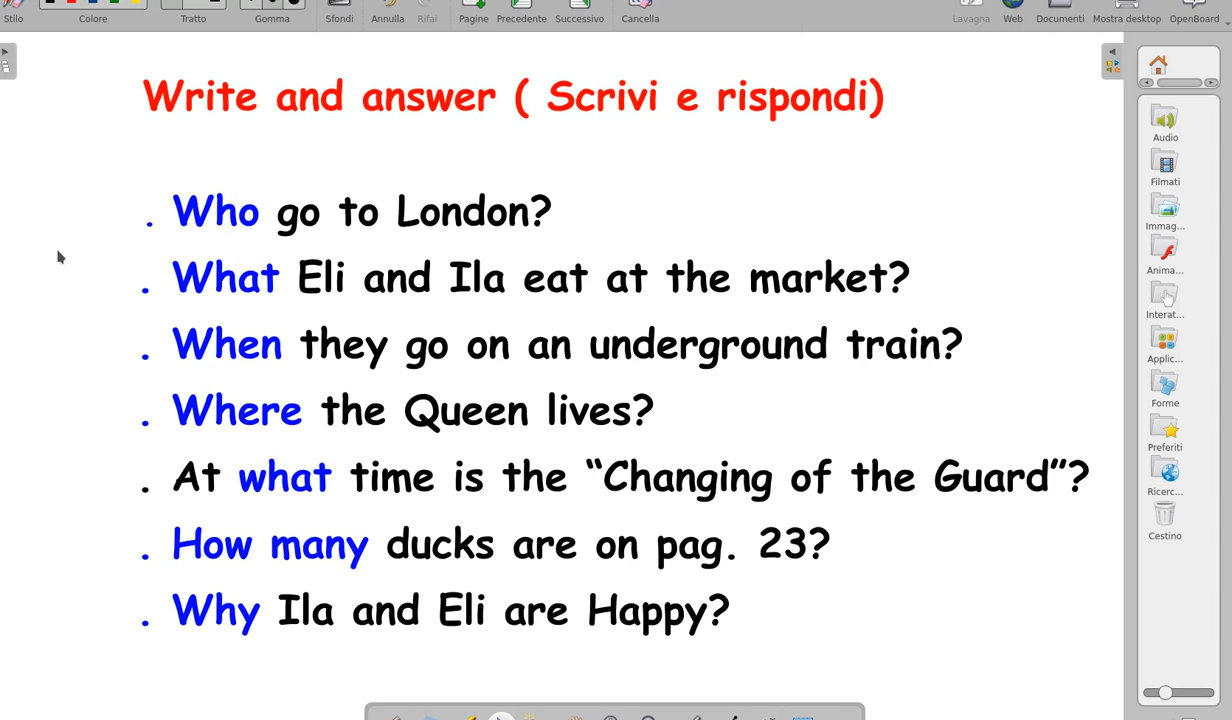 Stilo Colore Tratto Gomma Sfondi Annulla Rifai Pagine Precedente Successivo Cancella Lavagna Web Documenti Mostra desktop OpenBoard
Write and answer ( Scrivi e rispondi)
. Who go to London?
. What Eli and Ila eat at the market?
. When they go on an underground train?
. Where the Queen lives?
. At what time is the “Changing of the Guard”?
. How many ducks are on pag. 23?
. Why Ila and Eli are Happy?
Audio
Filmati
Immag...
Anima...
Interat...
Applic...
Forme
Preferiti
Ricerc...
Cestino